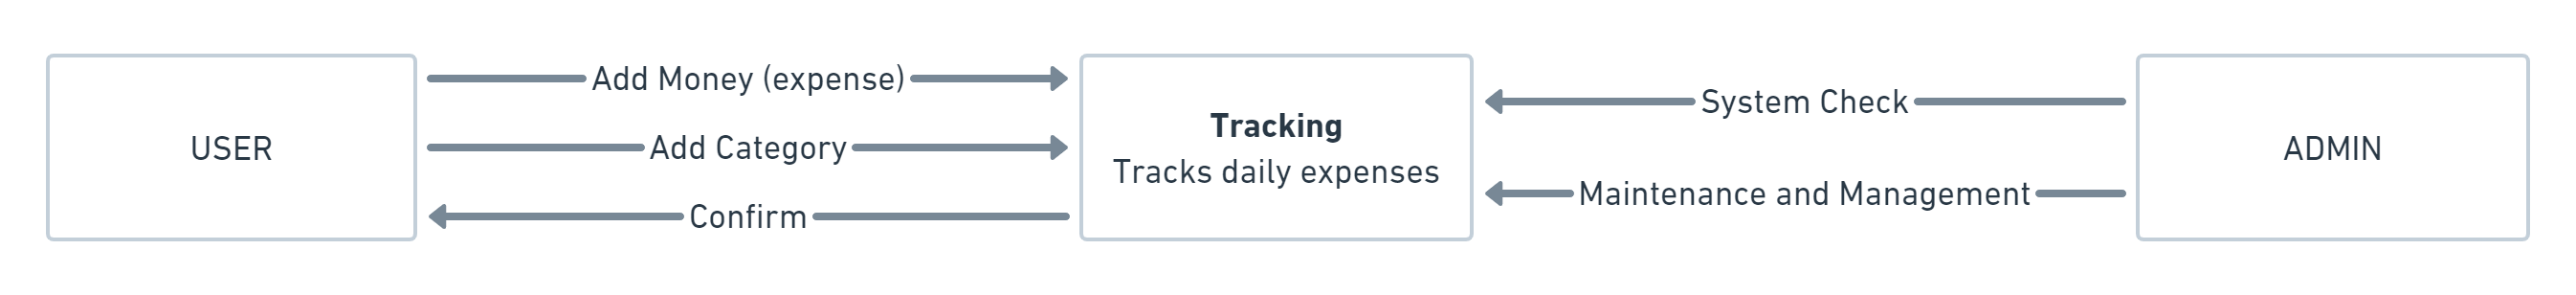 USER
Add Money (expense)
Add Category
Confirm
Tracking
Tracks daily expenses
System Check
Maintenance and Management
ADMIN